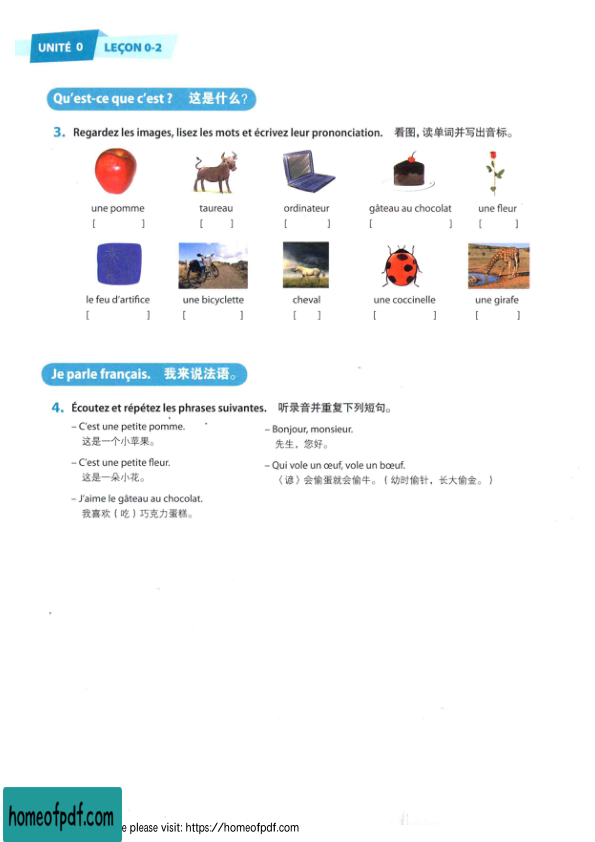 UNITÉ 0 LEÇON 0-2
Qu'est-ce que c'est ? 这是什么?
3. Regardez les images, lisez les mots et écrivez leur prononciation. 看图，读单词并写出音标。
une pomme taureau ordinateur gâteau au chocolat une fleur
[ ] [ ] [ ] [ ] [ ]
le feu d'artifice une bicyclette cheval une coccinelle une girafe
[ ] [ ] [ ] [ ] [ ]
Je parle français. 我来说法语。
4. Écoutez et répétez les phrases suivantes. 听录音并重复下列短句。
– C'est une petite pomme.
这是一个小苹果。
– C'est une petite fleur.
这是一朵小花。
– J'aime le gâteau au chocolat.
我喜欢（吃）巧克力蛋糕。
– Bonjour, monsieur.
先生，您好。
– Qui vole un œuf, vole un bœuf.
（谚）会偷蛋就会偷牛。（幼时偷针，长大偷金。）
homeofpdf.com
e please visit: https://homeofpdf.com